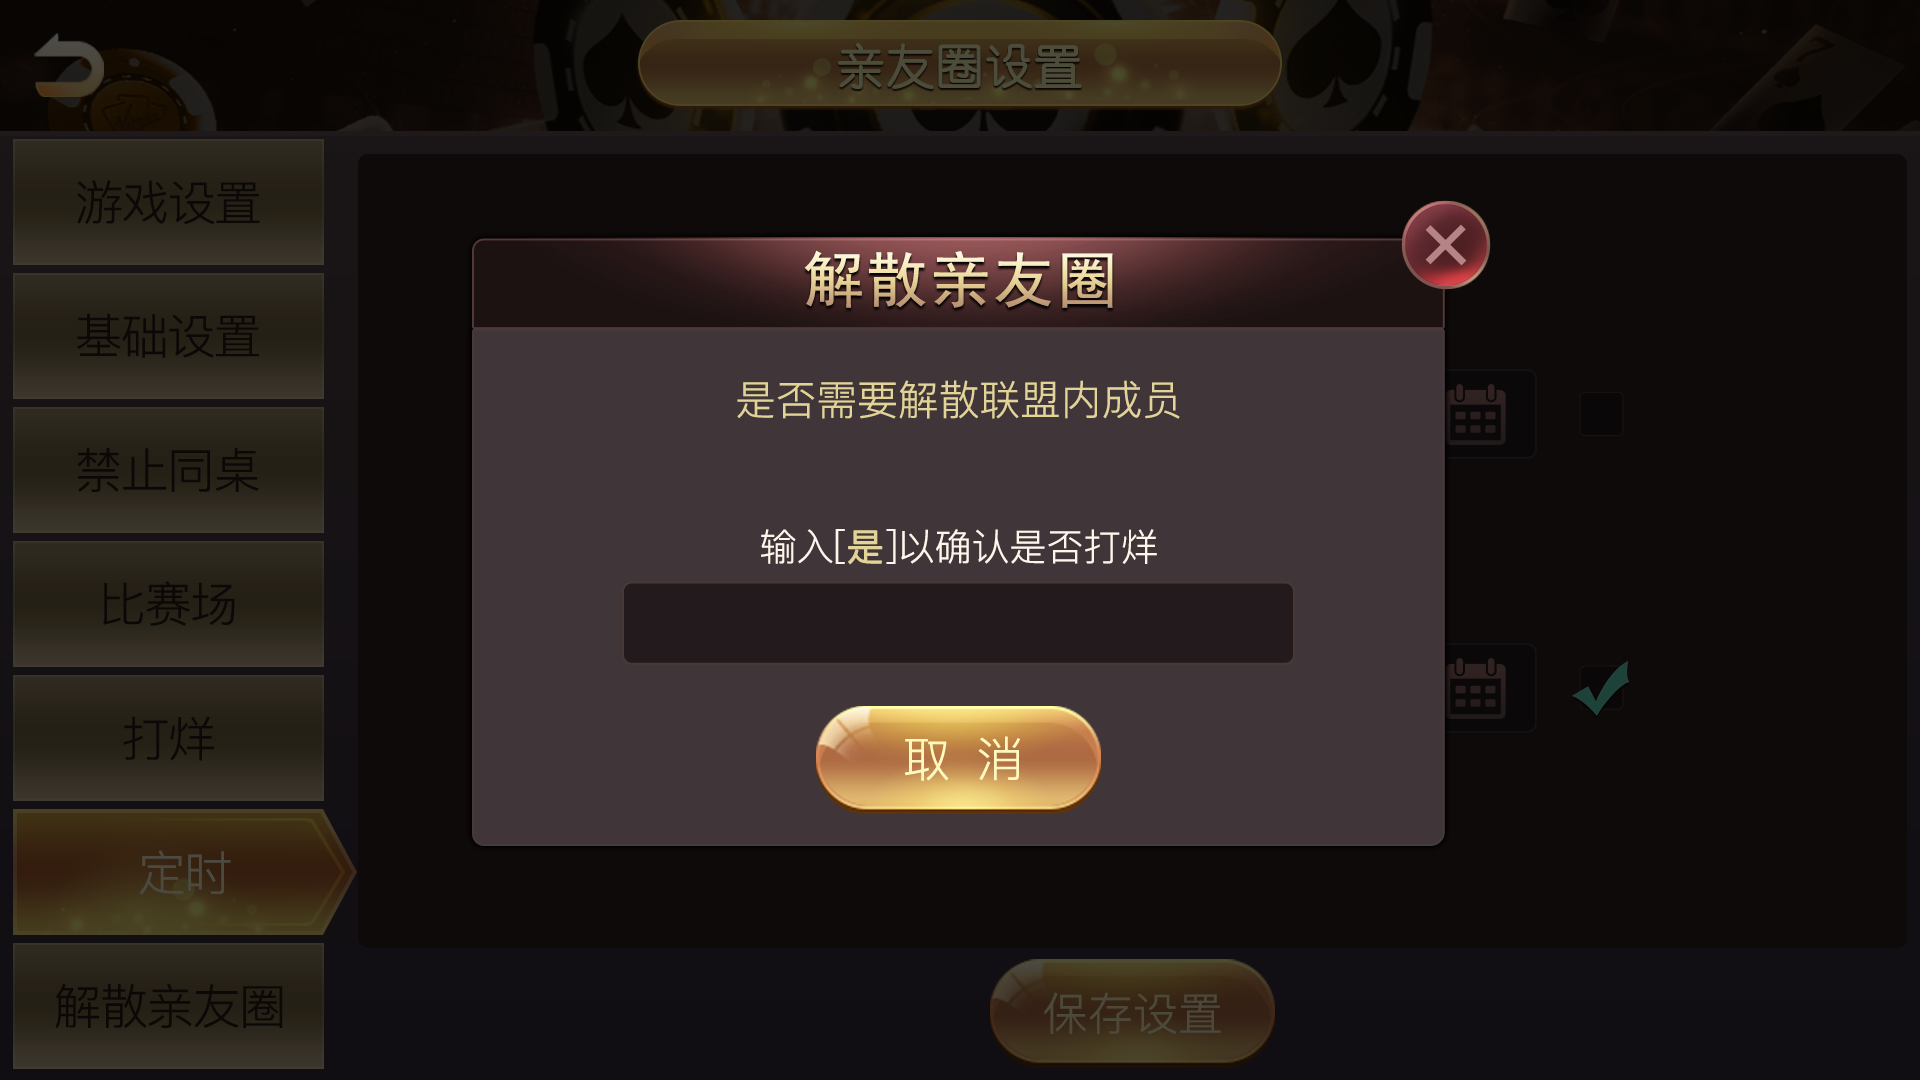 亲友圈设置
游戏设置
基础设置
禁止同桌
比赛场
打烊
定时
解散亲友圈
解散亲友圈
是否需要解散联盟内成员
输入[是]以确认是否打烊
取 消
保存设置